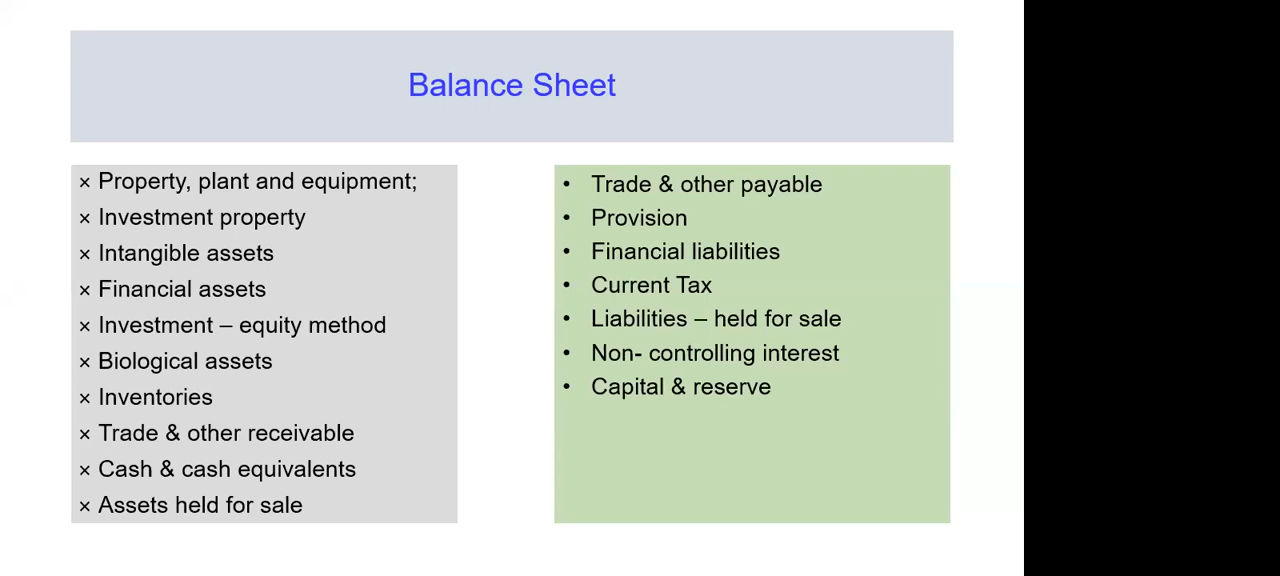 Balance Sheet
× Property, plant and equipment;
× Investment property
× Intangible assets
× Financial assets
× Investment – equity method
× Biological assets
× Inventories
× Trade & other receivable
× Cash & cash equivalents
× Assets held for sale
• Trade & other payable
• Provision
• Financial liabilities
• Current Tax
• Liabilities – held for sale
• Non- controlling interest
• Capital & reserve